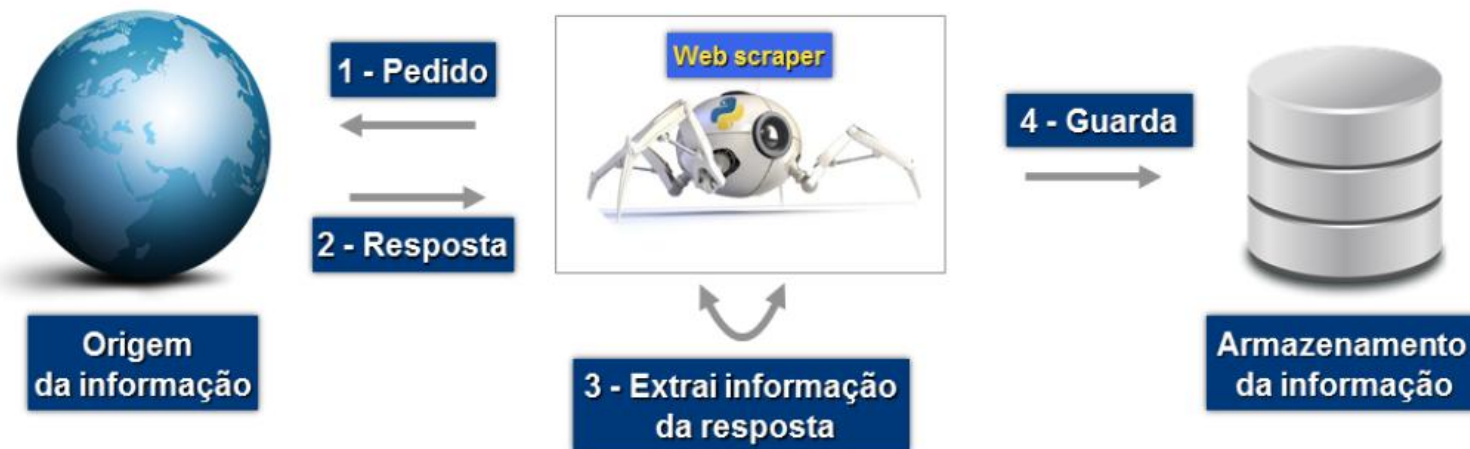 Web scraper
1 - Pedido
2 - Resposta
4 - Guarda
Origem
da informação
3 - Extrai informação
da resposta
Armazenamento
da informação